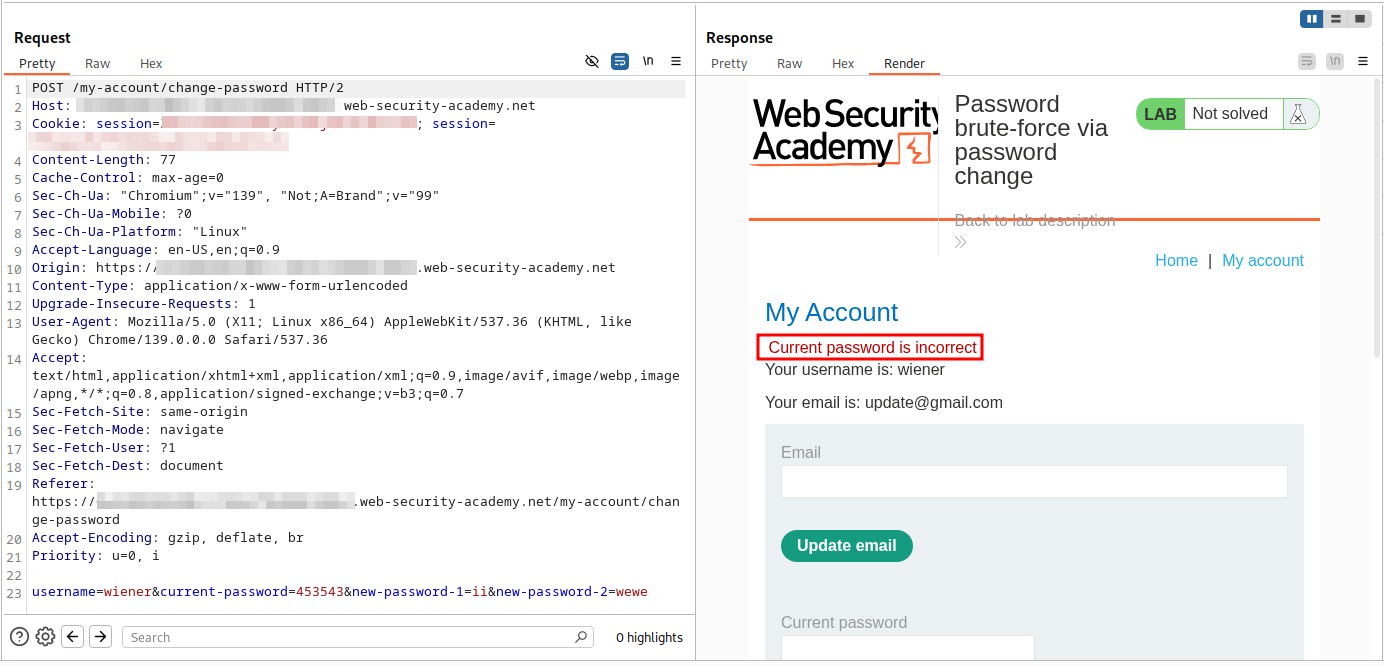 Request
Pretty Raw Hex \n
1 POST /my-account/change-password HTTP/2
2 Host: web-security-academy.net
3 Cookie: session= ; session=
4 Content-Length: 77
5 Cache-Control: max-age=0
6 Sec-Ch-Ua: "Chromium";v="139", "Not;A=Brand";v="99"
7 Sec-Ch-Ua-Mobile: ?0
8 Sec-Ch-Ua-Platform: "Linux"
9 Accept-Language: en-US,en;q=0.9
10 Origin: https:// .web-security-academy.net
11 Content-Type: application/x-www-form-urlencoded
12 Upgrade-Insecure-Requests: 1
13 User-Agent: Mozilla/5.0 (X11; Linux x86_64) AppleWebKit/537.36 (KHTML, like
Gecko) Chrome/139.0.0.0 Safari/537.36
14 Accept:
text/html,application/xhtml+xml,application/xml;q=0.9,image/avif,image/webp,image
/apng,*/*;q=0.8,application/signed-exchange;v=b3;q=0.7
15 Sec-Fetch-Site: same-origin
16 Sec-Fetch-Mode: navigate
17 Sec-Fetch-User: ?1
18 Sec-Fetch-Dest: document
19 Referer:
https:// .web-security-academy.net/my-account/chan
ge-password
20 Accept-Encoding: gzip, deflate, br
21 Priority: u=0, i
22
23 username=wiener&current-password=453543&new-password-1=ii&new-password-2=wewe
Search
0 highlights
Response
Pretty Raw Hex Render \n
Web Security
Academy
Password
brute-force via
password
change
LAB Not solved
Back to lab description
Home | My account
My Account
Current password is incorrect
Your username is: wiener
Your email is: update@gmail.com
Email
Update email
Current password